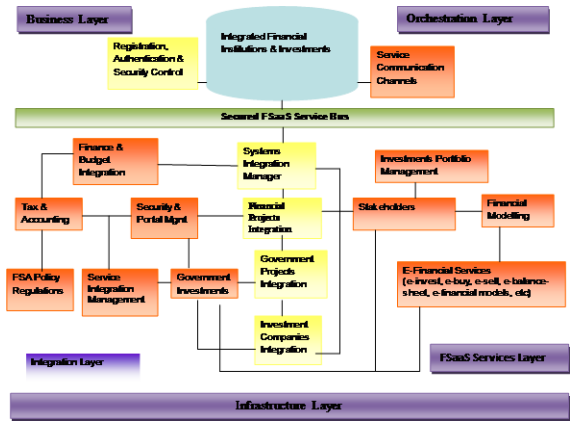 Business Layer
Orchestration Layer
Integrated Financial
Institutions & Investments
Registration,
Authentication &
Security Control
Service
Communication
Channels
Secured FSaaS Service Bus
Finance &
Budget
Integration
Systems
Integration
Manager
Investments Portfolio
Management
Tax &
Accounting
Security &
Portal Mgnt
Financial
Projects
Integration
Stakeholders
Financial
Modelling
FSA Policy
Regulations
Service
Integration
Management
Government
Investments
Government
Projects
Integration
E-Financial Services
(e-invest, e-buy, e-sell, e-balance-
sheet, e-financial models, etc)
Investment
Companies
Integration
Integration Layer
FSaaS Services Layer
Infrastructure Layer